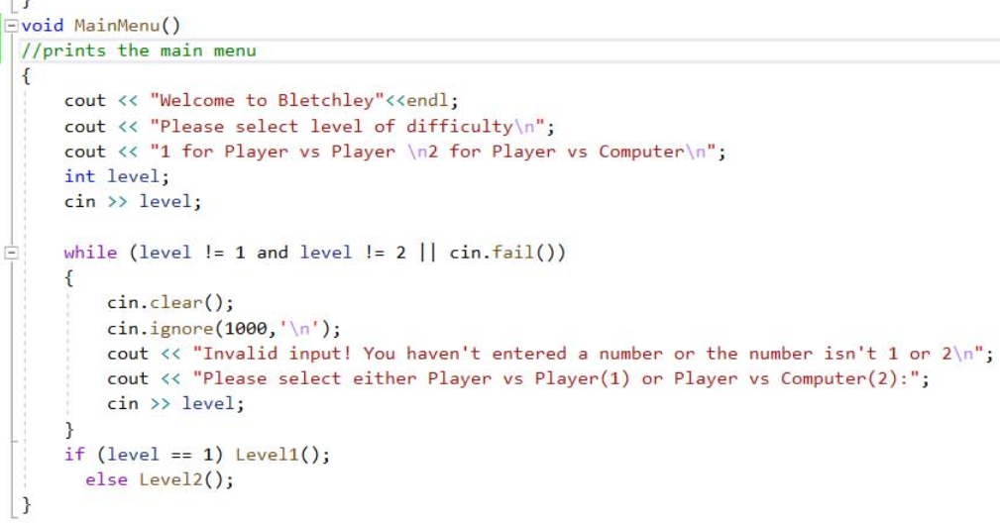 }
void MainMenu()
//prints the main menu
{
    cout << "Welcome to Bletchley"<<endl;
    cout << "Please select level of difficulty\n";
    cout << "1 for Player vs Player \n2 for Player vs Computer\n";
    int level;
    cin >> level;

    while (level != 1 and level != 2 || cin.fail())
    {
        cin.clear();
        cin.ignore(1000,'\n');
        cout << "Invalid input! You haven't entered a number or the number isn't 1 or 2\n";
        cout << "Please select either Player vs Player(1) or Player vs Computer(2):";
        cin >> level;
    }
    if (level == 1) Level1();
      else Level2();
}